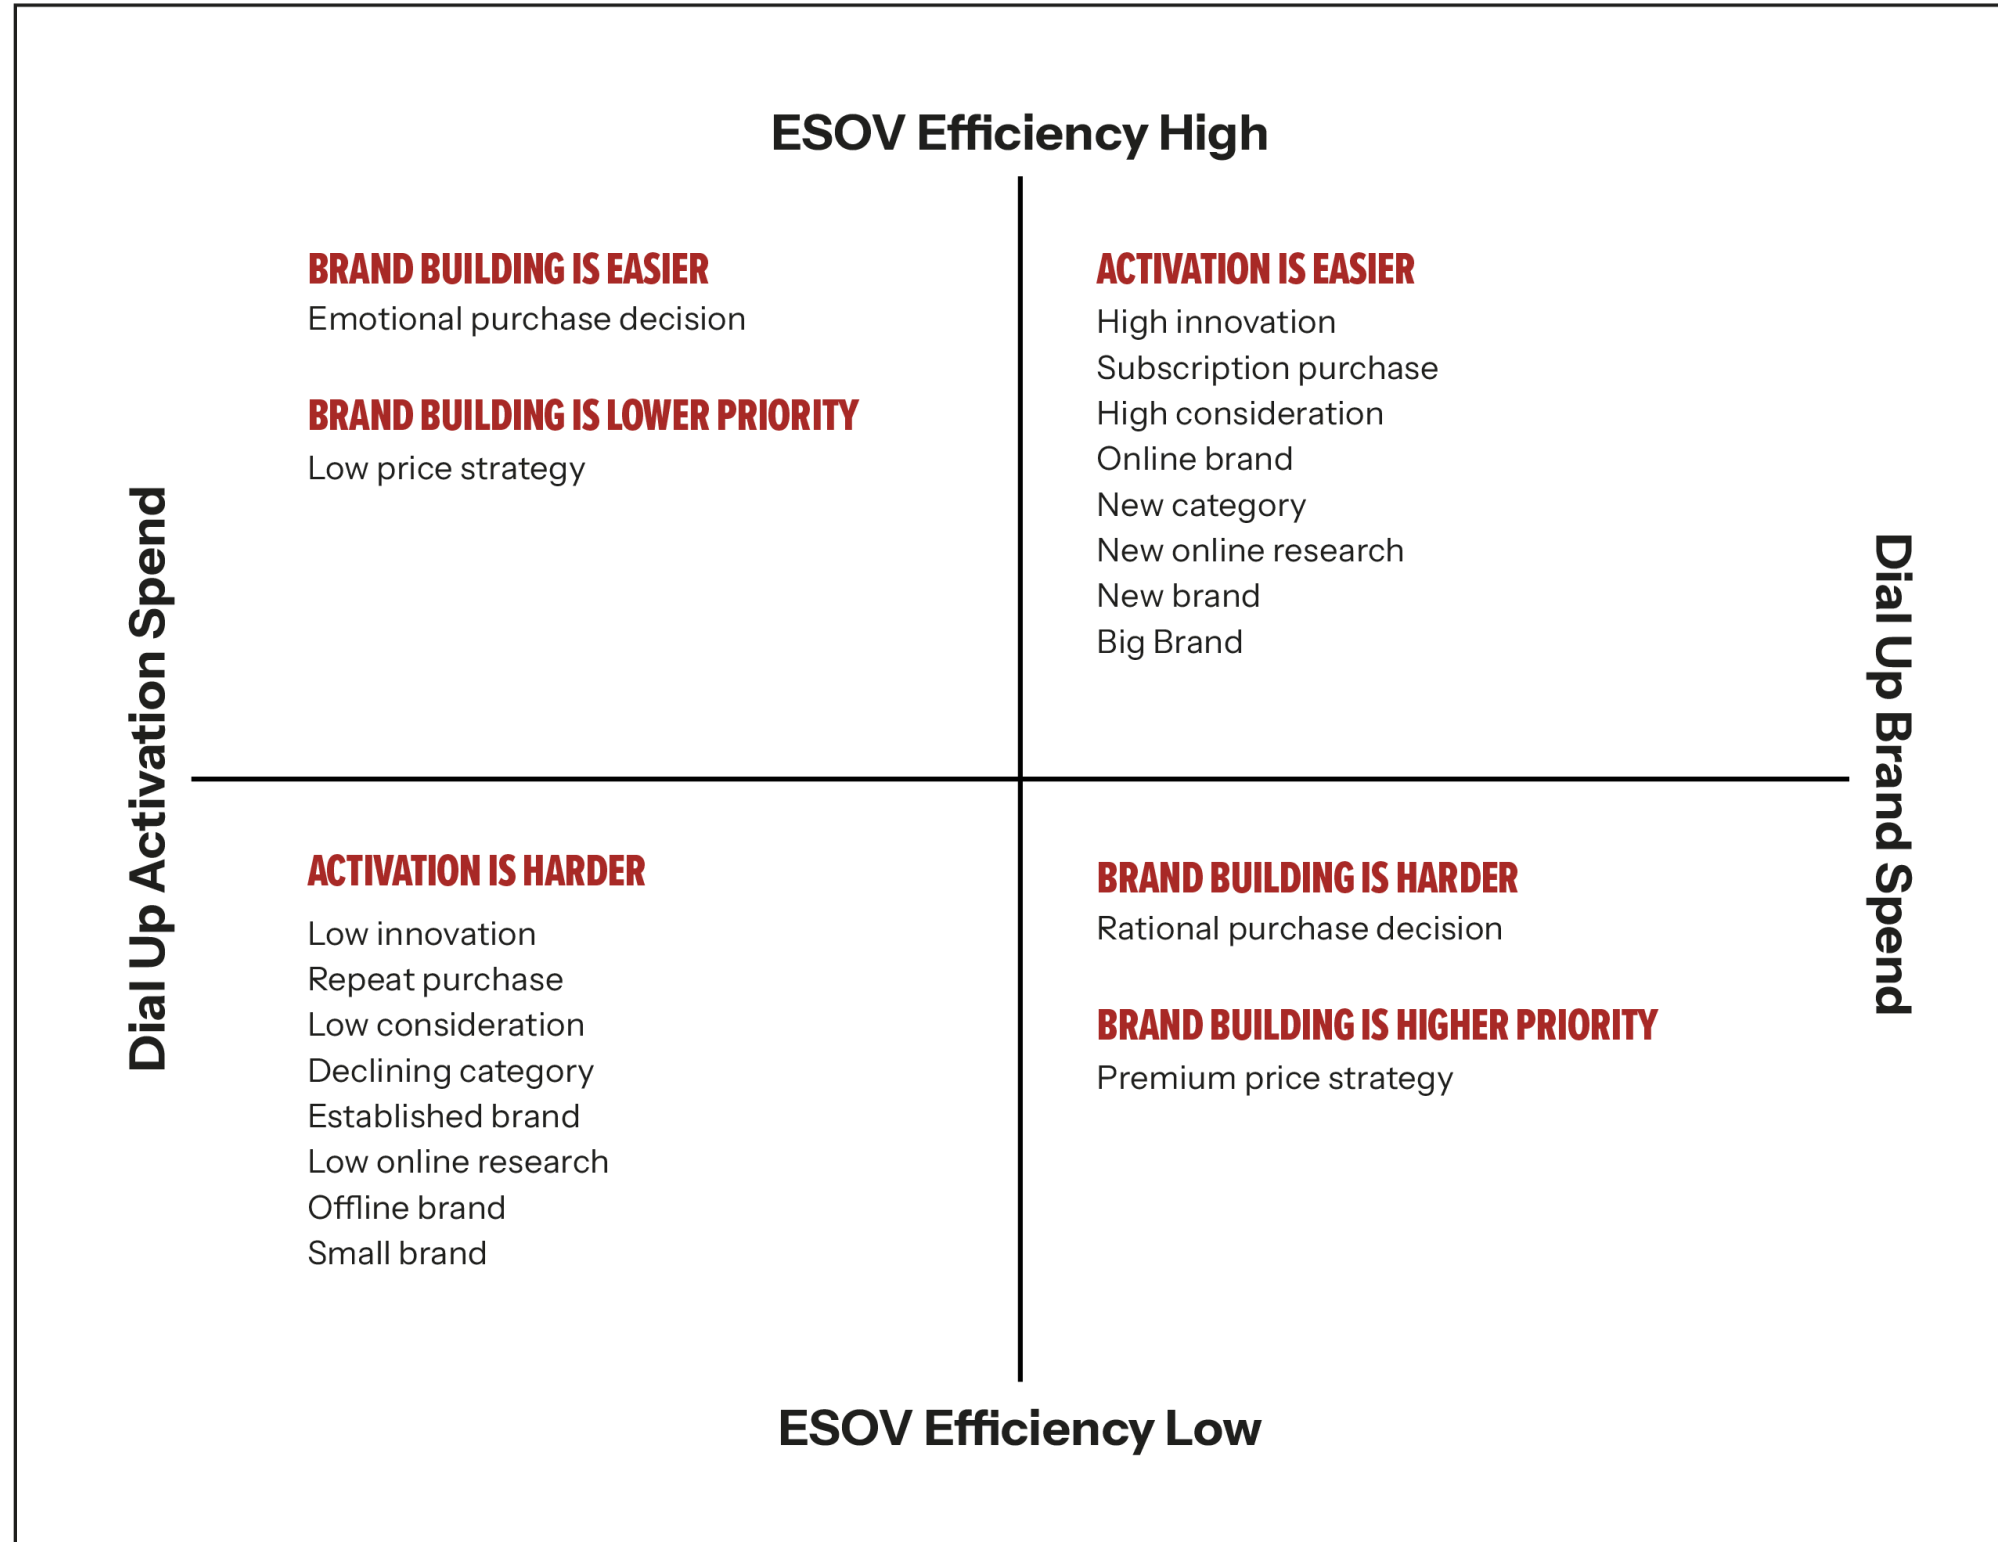 ESOV Efficiency High
BRAND BUILDING IS EASIER
Emotional purchase decision
BRAND BUILDING IS LOWER PRIORITY
Low price strategy
ACTIVATION IS EASIER
High innovation
Subscription purchase
High consideration
Online brand
New category
New online research
New brand
Big Brand
Dial Up Activation Spend
Dial Up Brand Spend
ACTIVATION IS HARDER
Low innovation
Repeat purchase
Low consideration
Declining category
Established brand
Low online research
Offline brand
Small brand
BRAND BUILDING IS HARDER
Rational purchase decision
BRAND BUILDING IS HIGHER PRIORITY
Premium price strategy
ESOV Efficiency Low